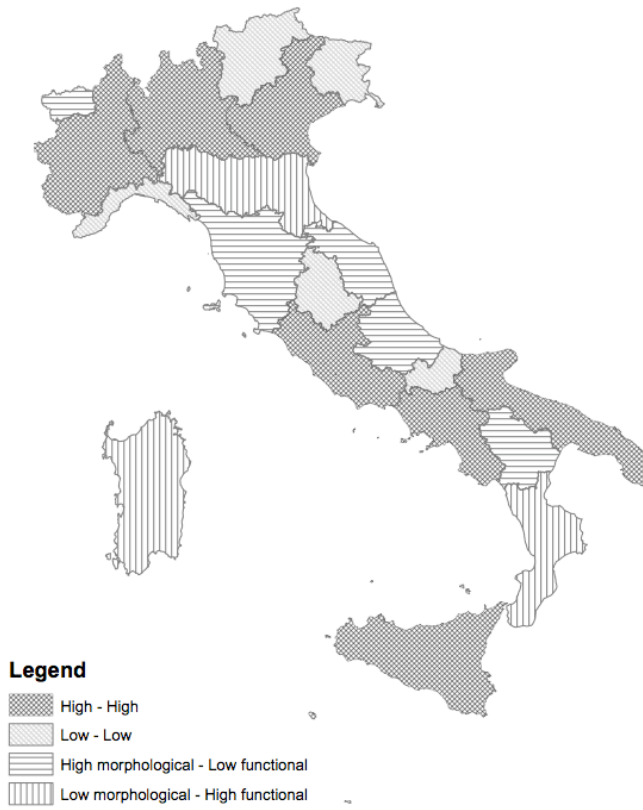 Legend
High - High
Low - Low
High morphological - Low functional
Low morphological - High functional